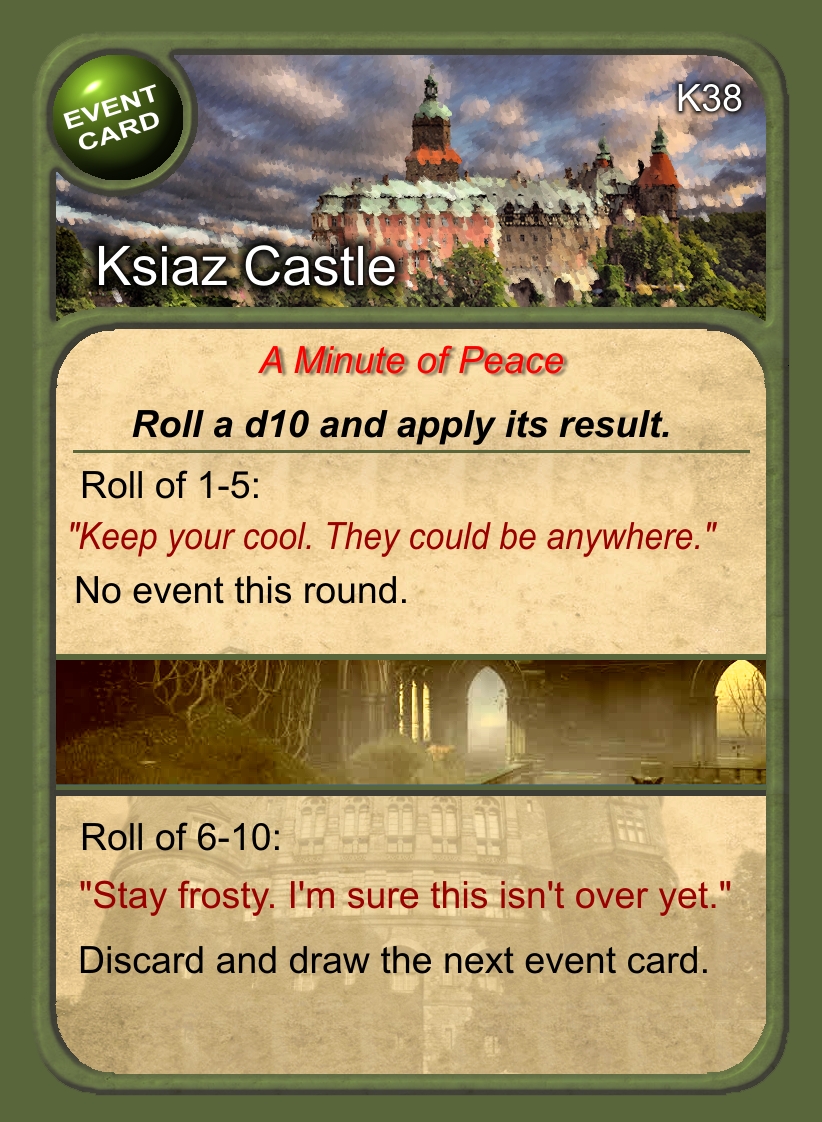 EVENT
CARD
K38
Ksiaz Castle
A Minute of Peace
Roll a d10 and apply its result.
Roll of 1-5:
"Keep your cool. They could be anywhere."
No event this round.
Roll of 6-10:
"Stay frosty. I'm sure this isn't over yet."
Discard and draw the next event card.